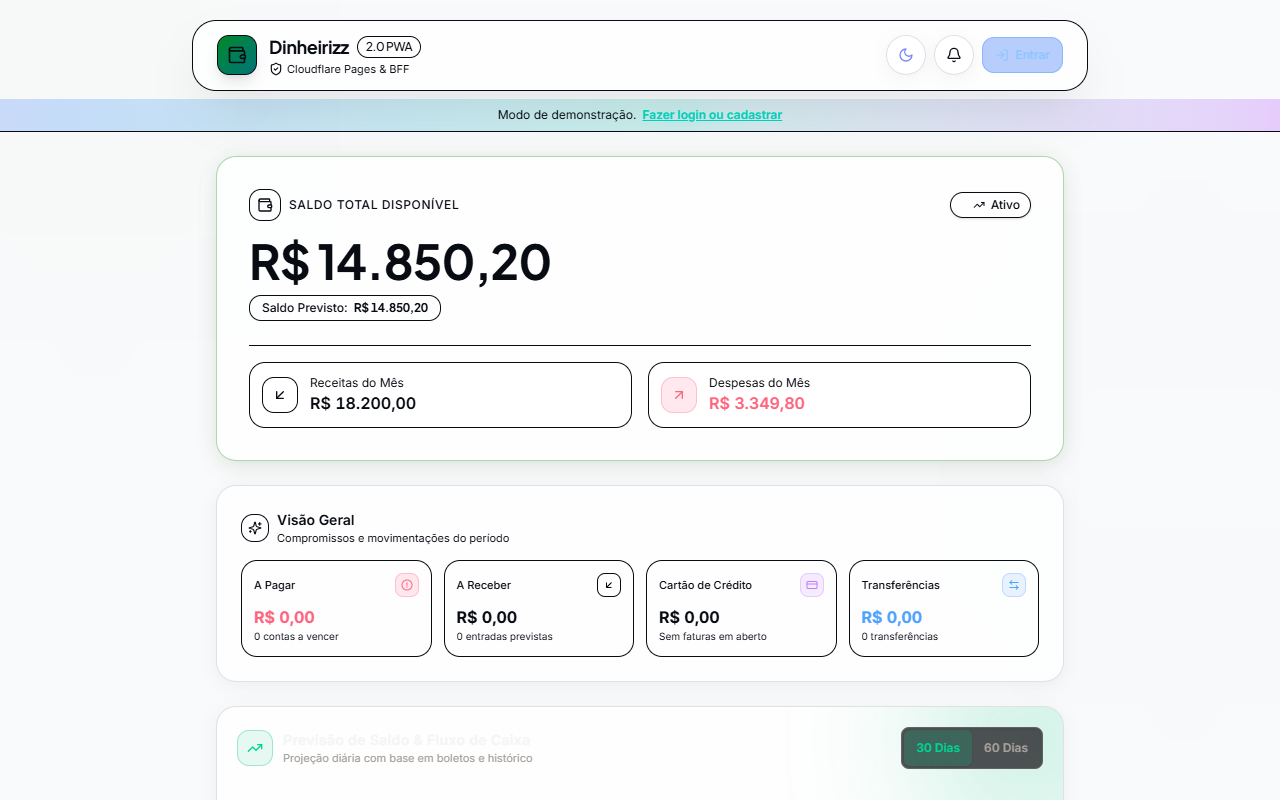 Dinheirizz 2.0 PWA
Cloudflare Pages & BFF
Entrar
Modo de demonstração. Fazer login ou cadastrar
SALDO TOTAL DISPONÍVEL
Ativo
R$ 14.850,20
Saldo Previsto: R$ 14.850,20
Receitas do Mês
R$ 18.200,00
Despesas do Mês
R$ 3.349,80
Visão Geral
Compromissos e movimentações do período
A Pagar
R$ 0,00
0 contas a vencer
A Receber
R$ 0,00
0 entradas previstas
Cartão de Crédito
R$ 0,00
Sem faturas em aberto
Transferências
R$ 0,00
0 transferências
Previsão de Saldo & Fluxo de Caixa
Projeção diária com base em boletos e histórico
30 Dias
60 Dias